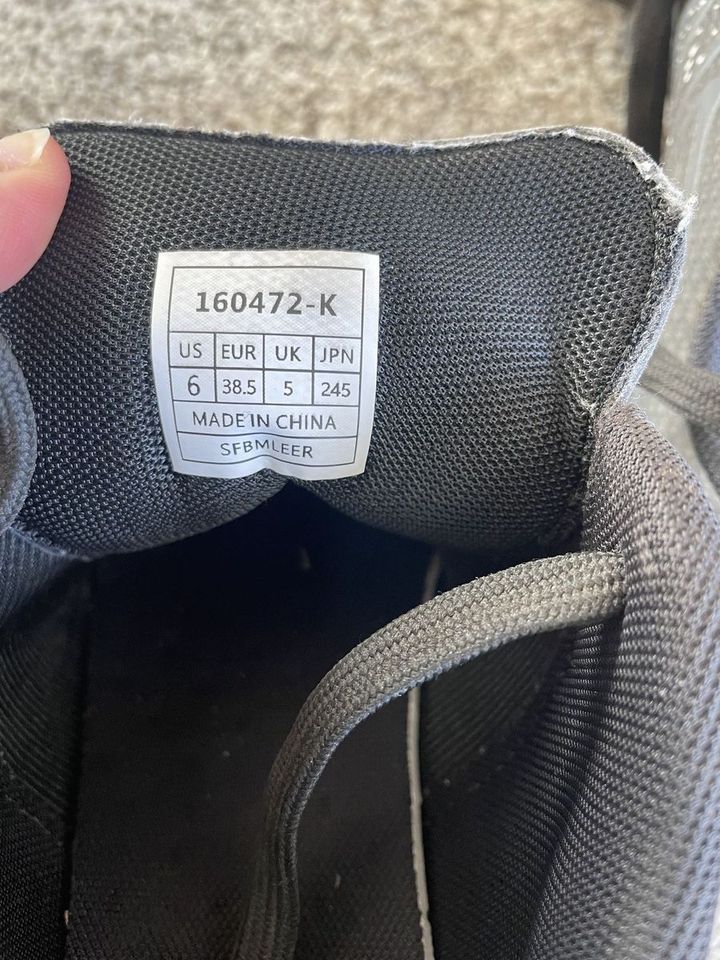 160472-K
US EUR UK JPN
6 38.5 5 245
MADE IN CHINA
SFBMLEER